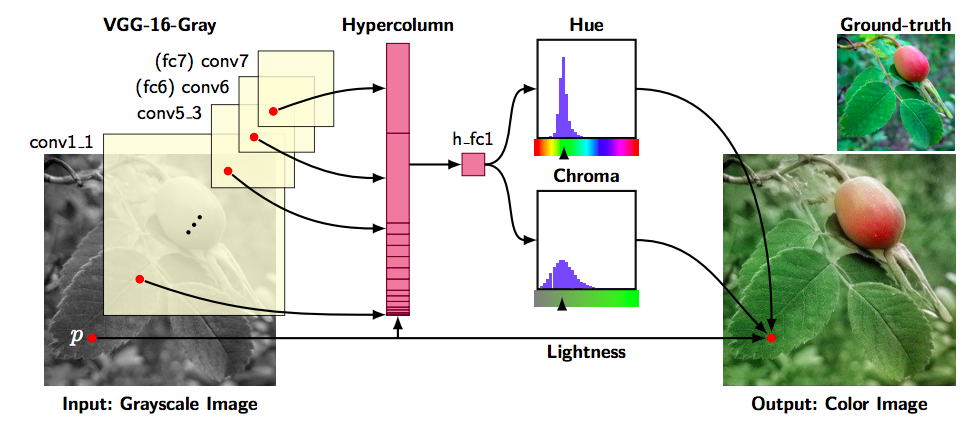 VGG-16-Gray
Hypercolumn
Hue
Ground-truth
(fc7) conv7
(fc6) conv6
conv5_3
conv1_1
h_fc1
Chroma
p
Lightness
Input: Grayscale Image
Output: Color Image